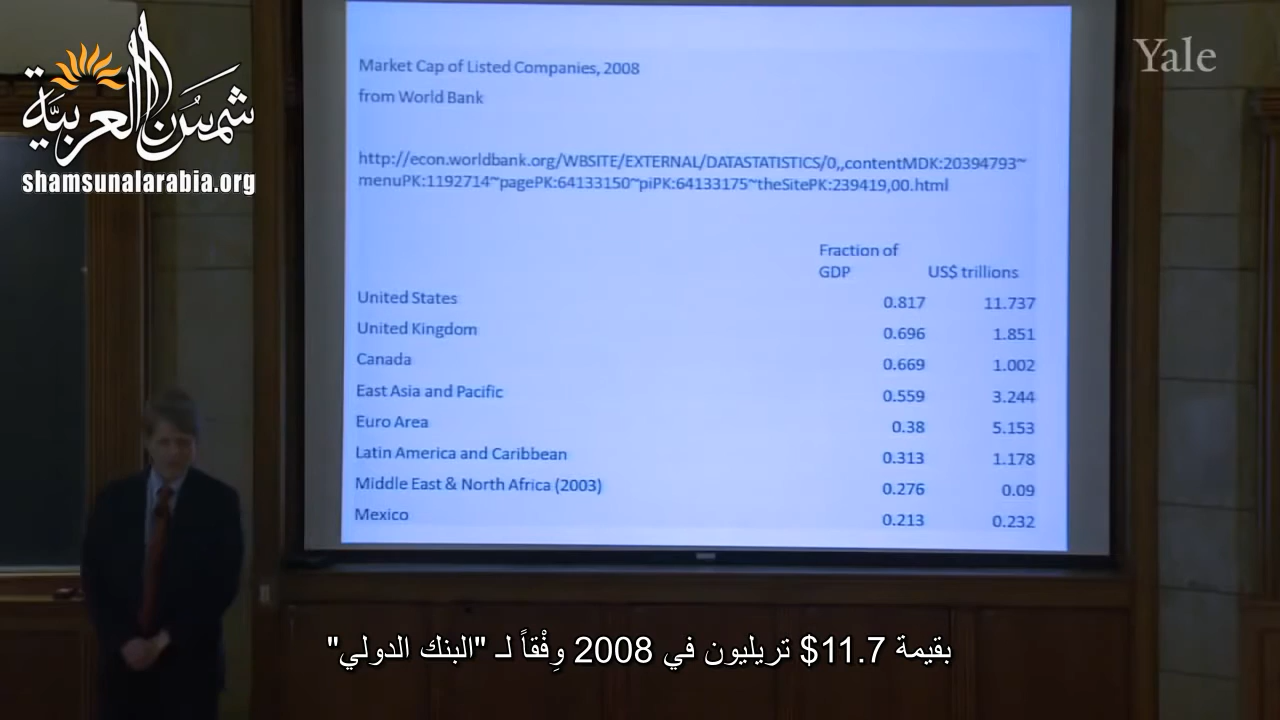 شمس العربية
shamsunalarabia.org
Yale
Market Cap of Listed Companies, 2008
from World Bank
http://econ.worldbank.org/WBSITE/EXTERNAL/DATASTATISTICS/0,,contentMDK:20394793~
menuPK:1192714~pagePK:64133150~piPK:64133175~theSitePK:239419,00.html
Fraction of
GDP US$ trillions
United States 0.817 11.737
United Kingdom 0.696 1.851
Canada 0.669 1.002
East Asia and Pacific 0.559 3.244
Euro Area 0.38 5.153
Latin America and Caribbean 0.313 1.178
Middle East & North Africa (2003) 0.276 0.09
Mexico 0.213 0.232
بقيمة 11.7$ تريليون في 2008 وِفْقاً لـ "البنك الدولي"